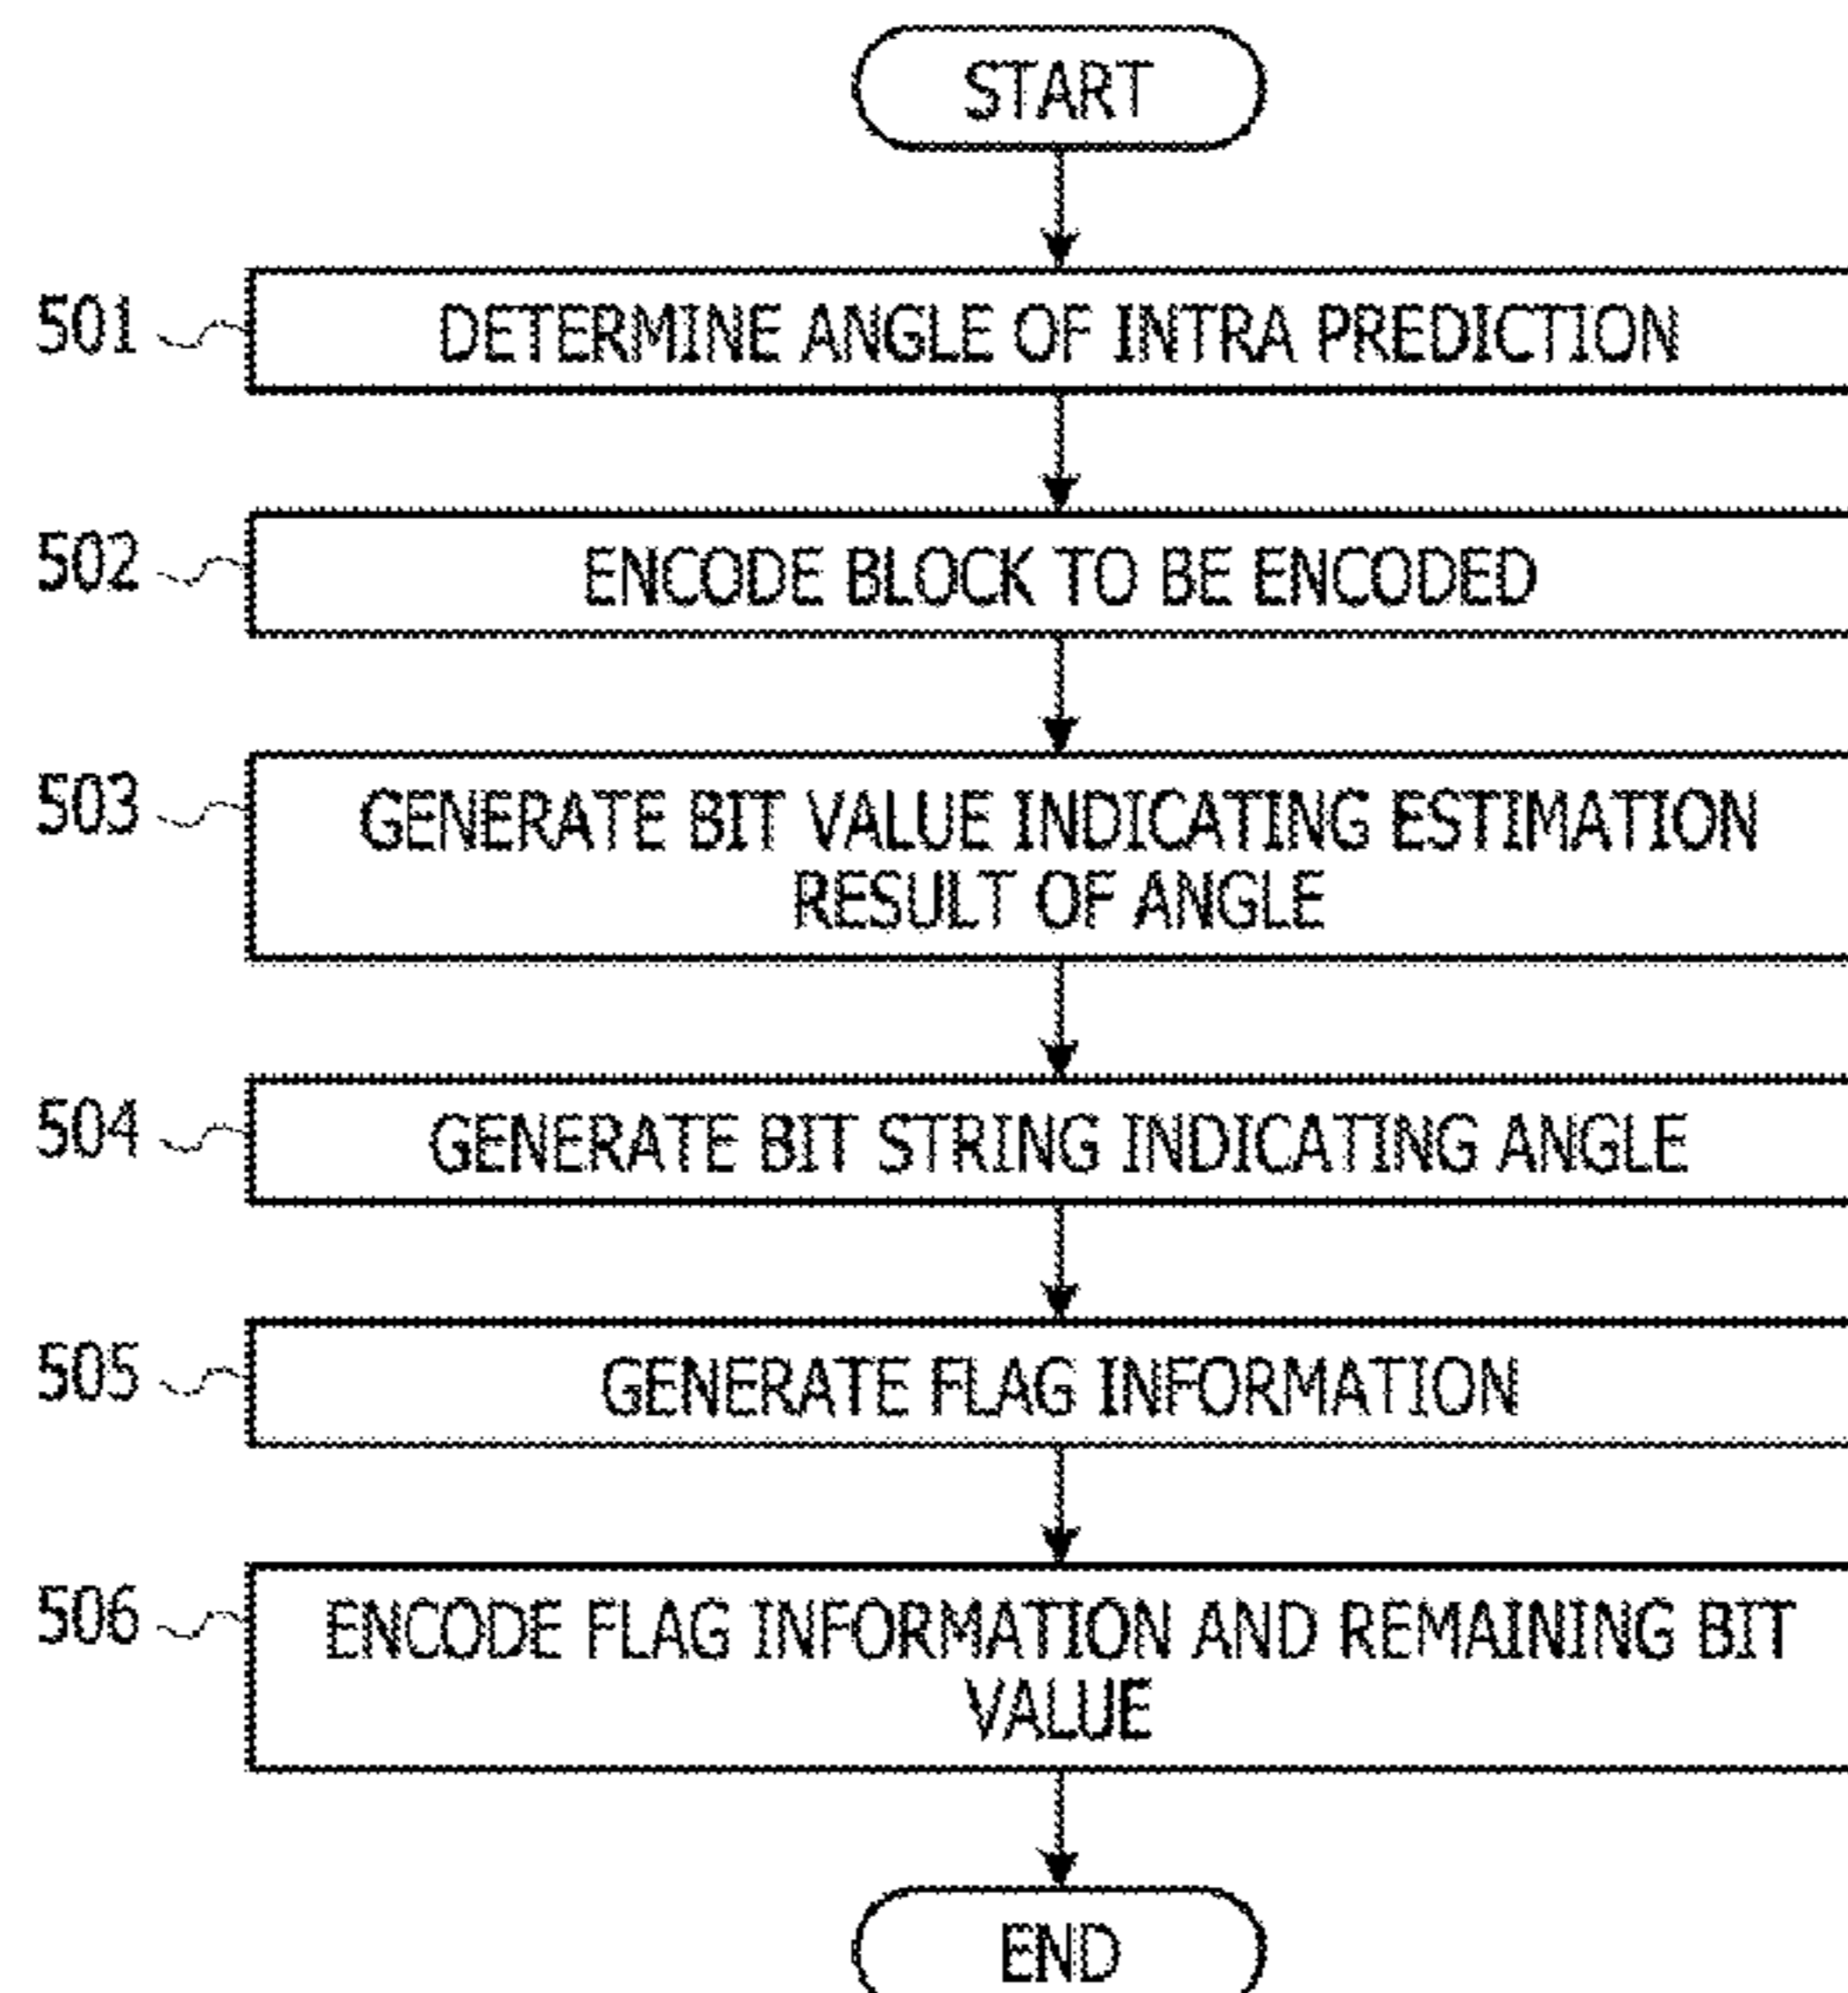 START
501
DETERMINE ANGLE OF INTRA PREDICTION
502
ENCODE BLOCK TO BE ENCODED
503
GENERATE BIT VALUE INDICATING ESTIMATION
RESULT OF ANGLE
504
GENERATE BIT STRING INDICATING ANGLE
505
GENERATE FLAG INFORMATION
506
ENCODE FLAG INFORMATION AND REMAINING BIT
VALUE
END